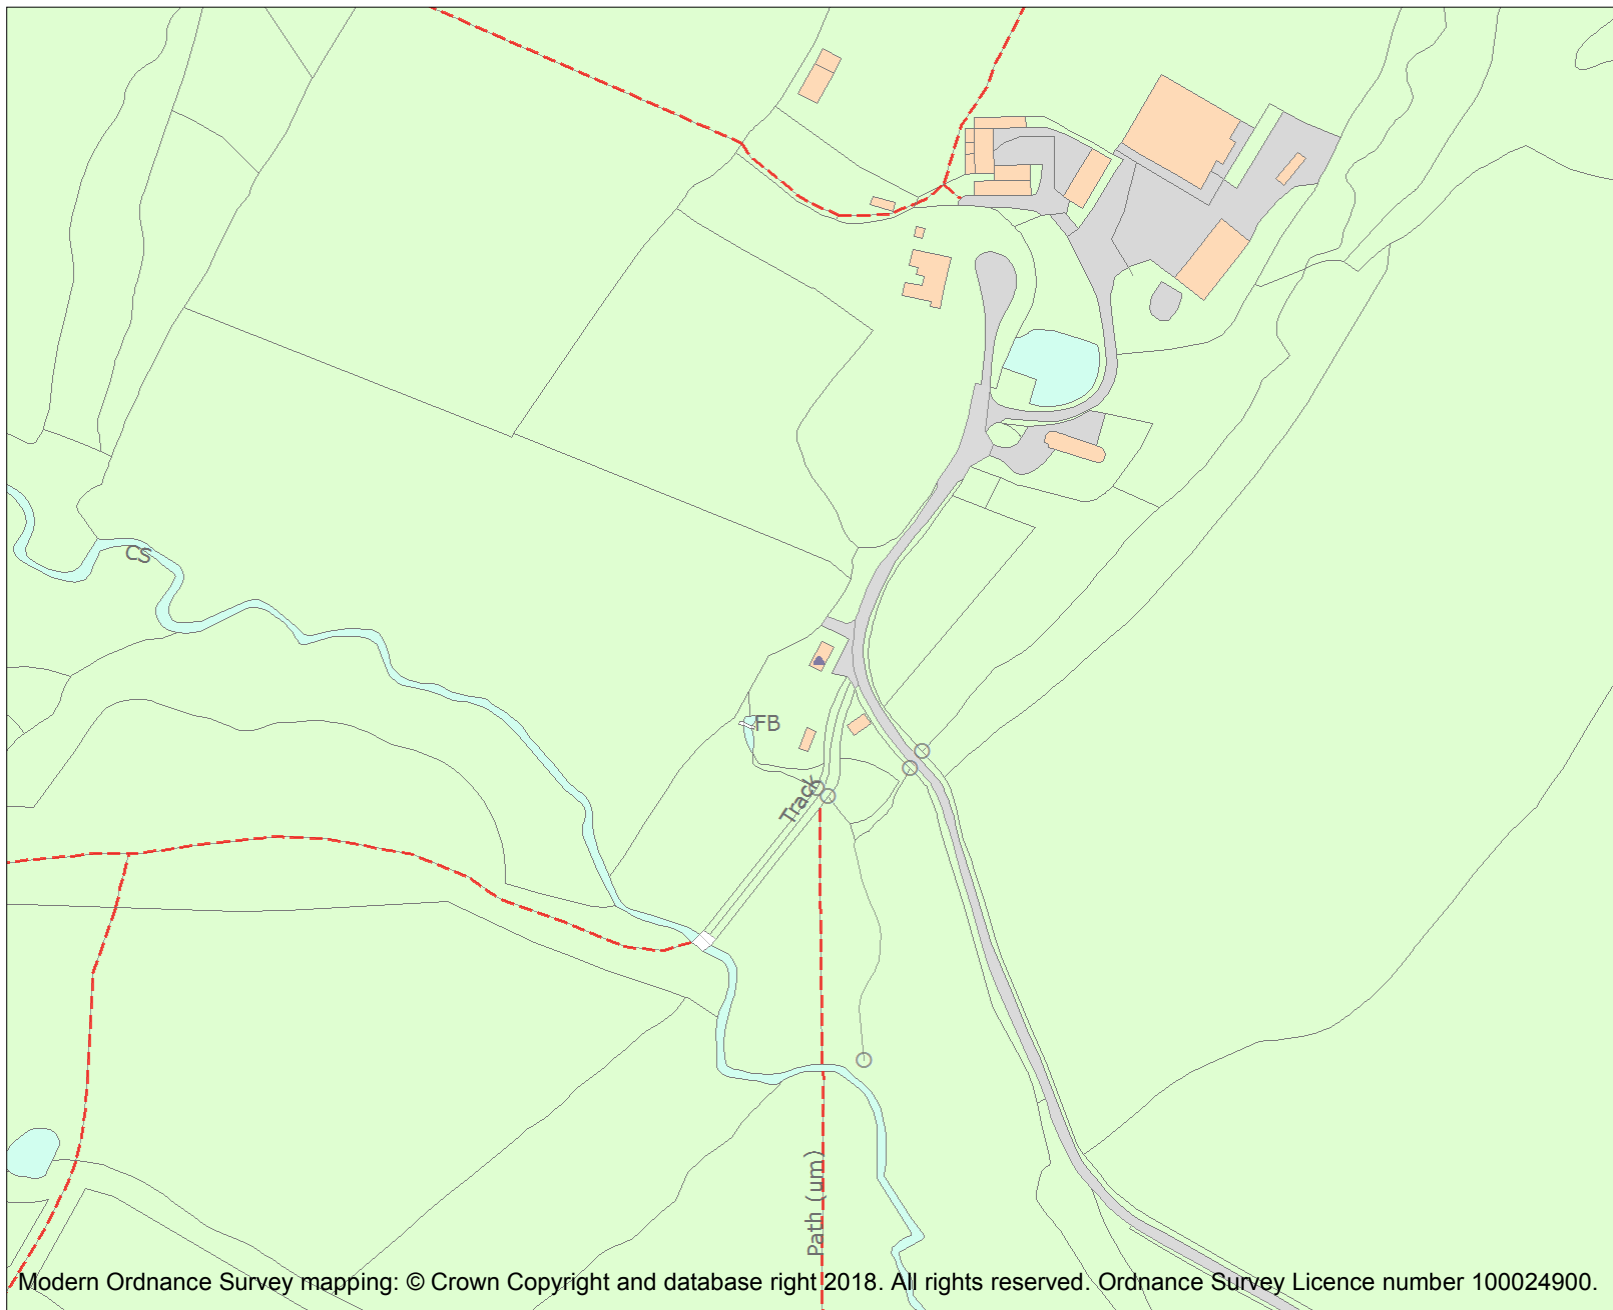 CS
FB
Track
Path (um)
Modern Ordnance Survey mapping: © Crown Copyright and database right 2018. All rights reserved. Ordnance Survey Licence number 100024900.